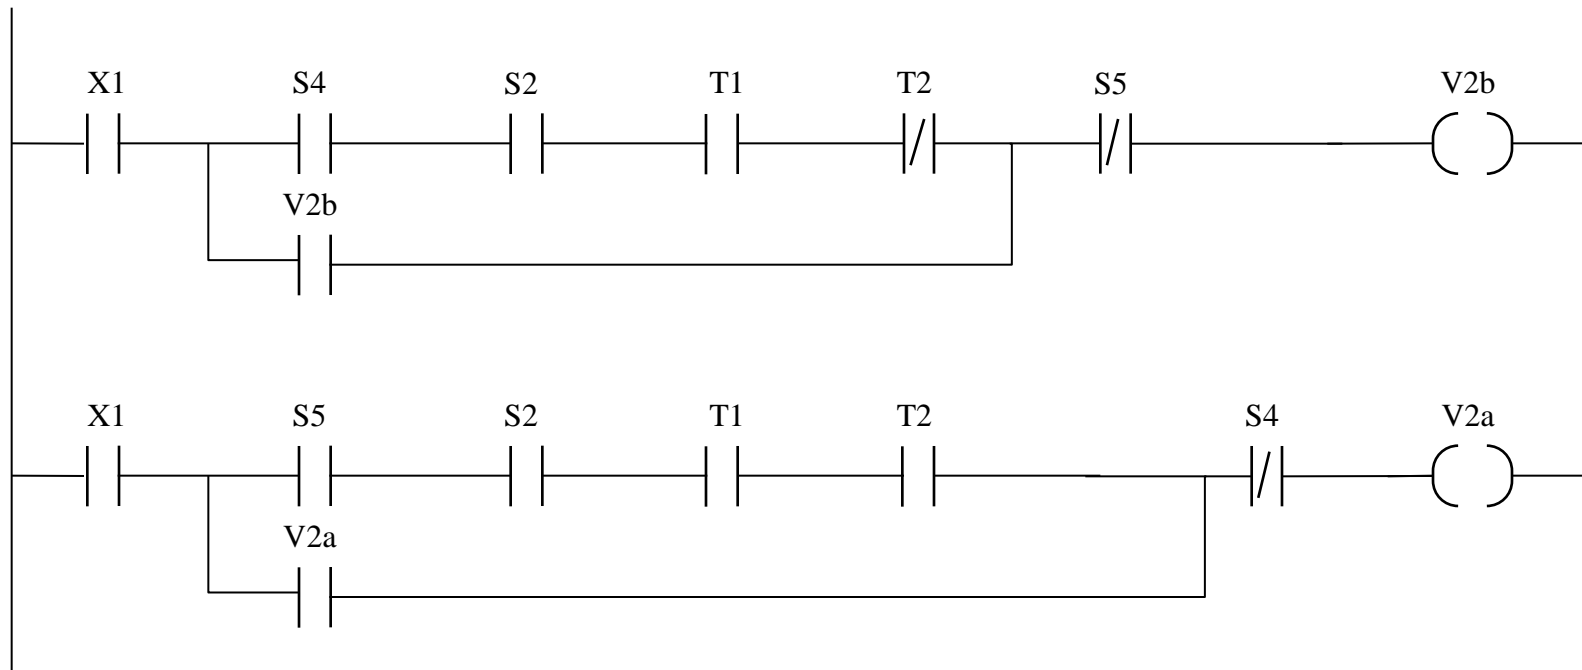 X1 S4 S2 T1 T2 S5 V2b
V2b
X1 S5 S2 T1 T2 S4 V2a
V2a